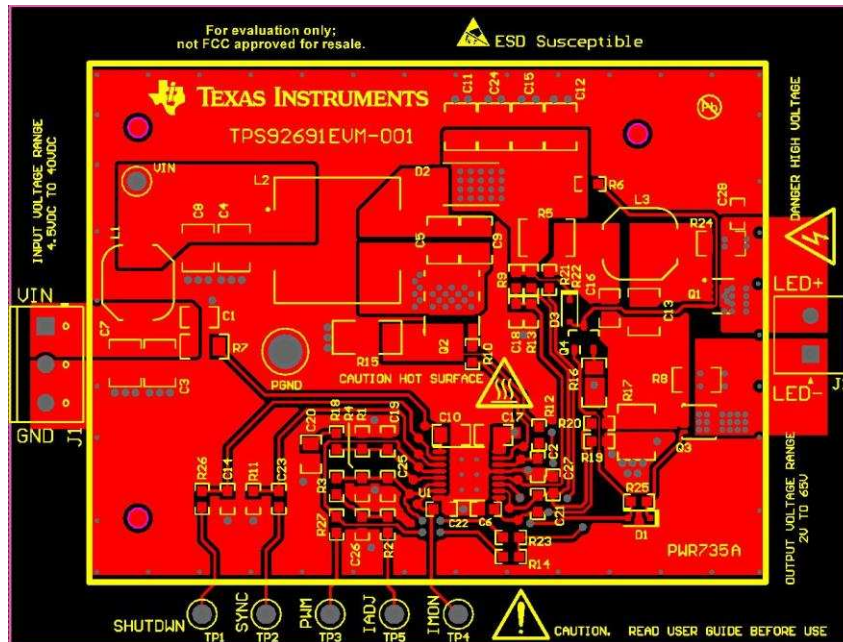 For evaluation only;
not FCC approved for resale.
ESD Susceptible
TEXAS INSTRUMENTS
TPS92691EVM-001
C11
C24
C15
C12
Pb
INPUT VOLTAGE RANGE
4.5VDC TO 40VDC
DANGER HIGH VOLTAGE
VIN
L2
D2
R6
L3
C28
R24
L1
C8
C4
C5
C9
R5
R9
R21
R22
C16
Q1
LED+
VIN
C1
C7
R7
C3
PGND
R15
Q2
R10
C18
R13
D3
Q4
C13
R16
R17
R8
LED-
J2
GND
J1
CAUTION HOT SURFACE
C20
R18
R4
R1
C19
C10
C17
R12
R20
R19
Q3
C2
C27
R26
C14
R11
C23
R3
C25
U1
R27
C26
R2
C22
C6
C21
R23
R14
R25
D1
PWR735A
OUTPUT VOLTAGE RANGE
2V TO 65V
SHUTDWN
TP1
SYNC
TP2
PWM
TP3
IADJ
TP5
IMON
TP4
CAUTION. READ USER GUIDE BEFORE USE